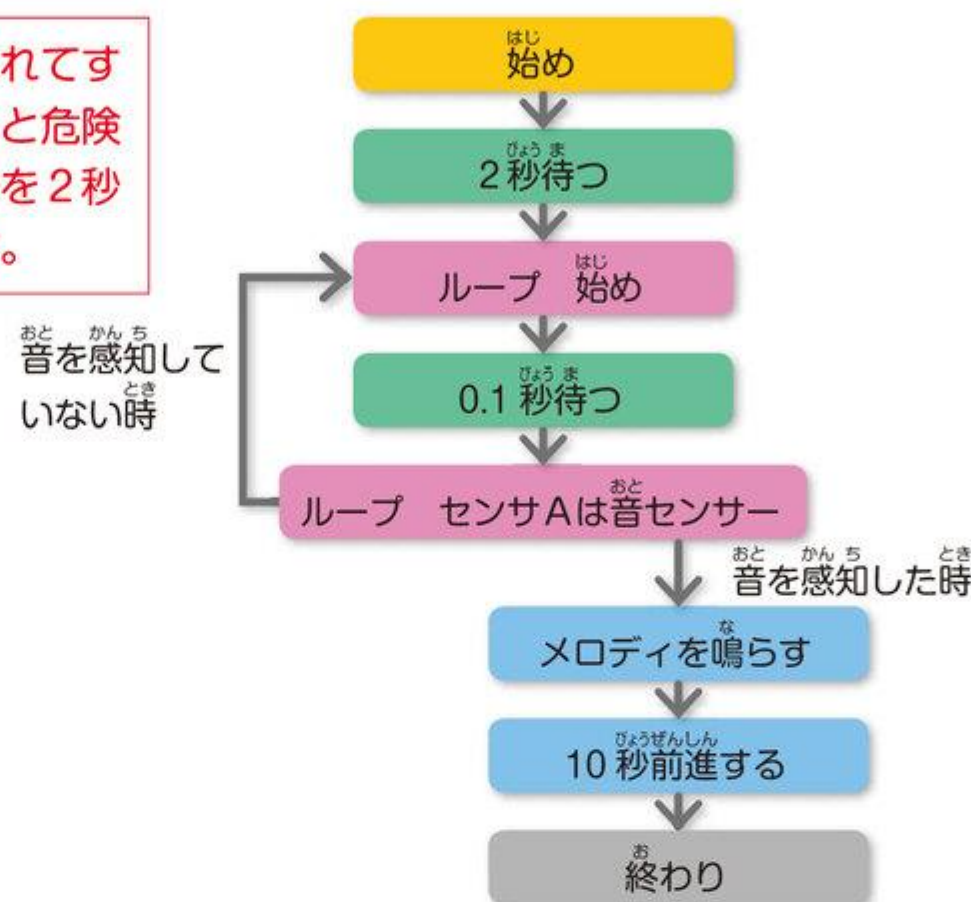 れてす
と危険
を2秒
。
始め
2秒待つ
ループ 始め
音を感知して
いない時
0.1 秒待つ
ループ センサAは音センサー
音を感知した時
メロディを鳴らす
10 秒前進する
終わり